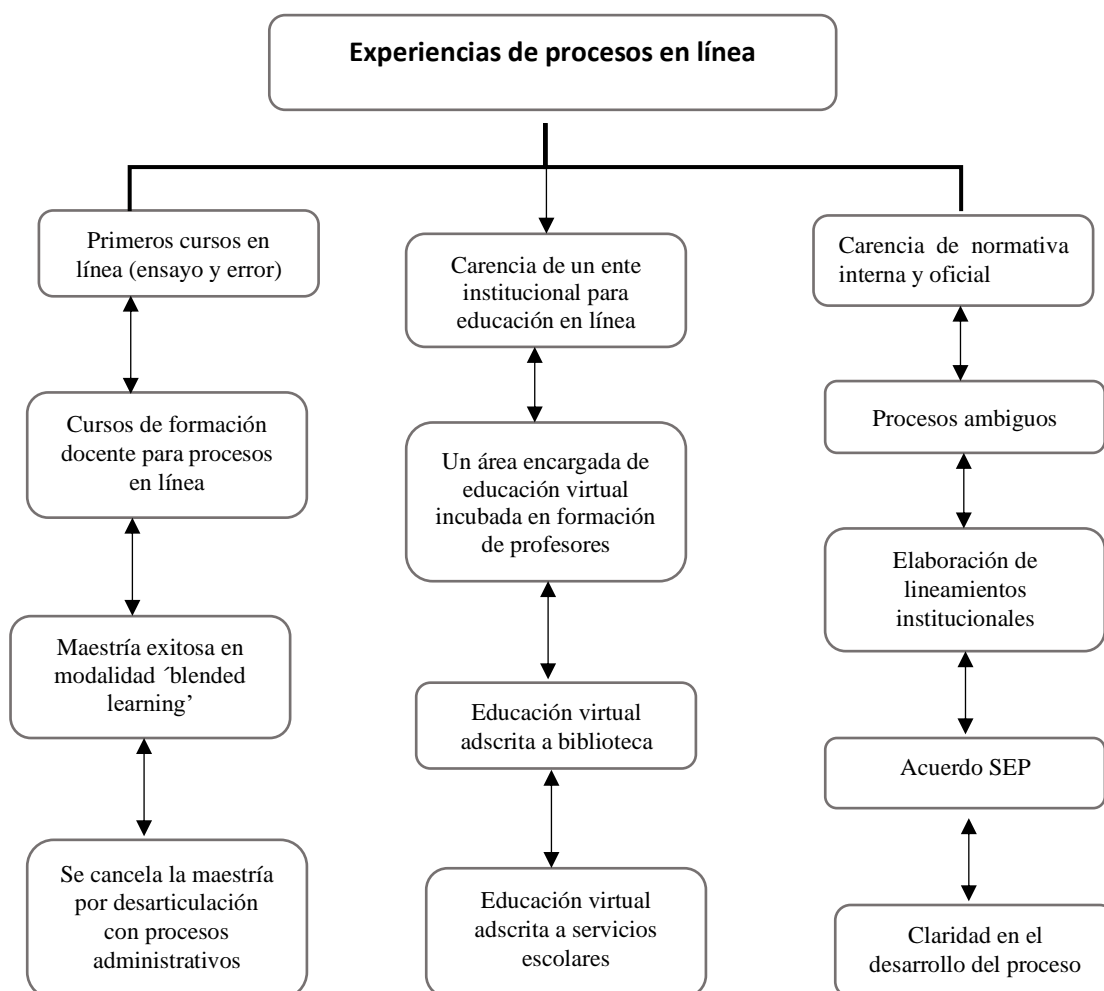 Experiencias de procesos en línea
Primeros cursos en
línea (ensayo y error)
Cursos de formación
docente para procesos
en línea
Maestría exitosa en
modalidad ´blended
learning’
Se cancela la maestría
por desarticulación
con procesos
administrativos
Carencia de un ente
institucional para
educación en línea
Un área encargada de
educación virtual
incubada en formación
de profesores
Educación virtual
adscrita a biblioteca
Educación virtual
adscrita a servicios
escolares
Carencia de normativa
interna y oficial
Procesos ambiguos
Elaboración de
lineamientos
institucionales
Acuerdo SEP
Claridad en el
desarrollo del proceso